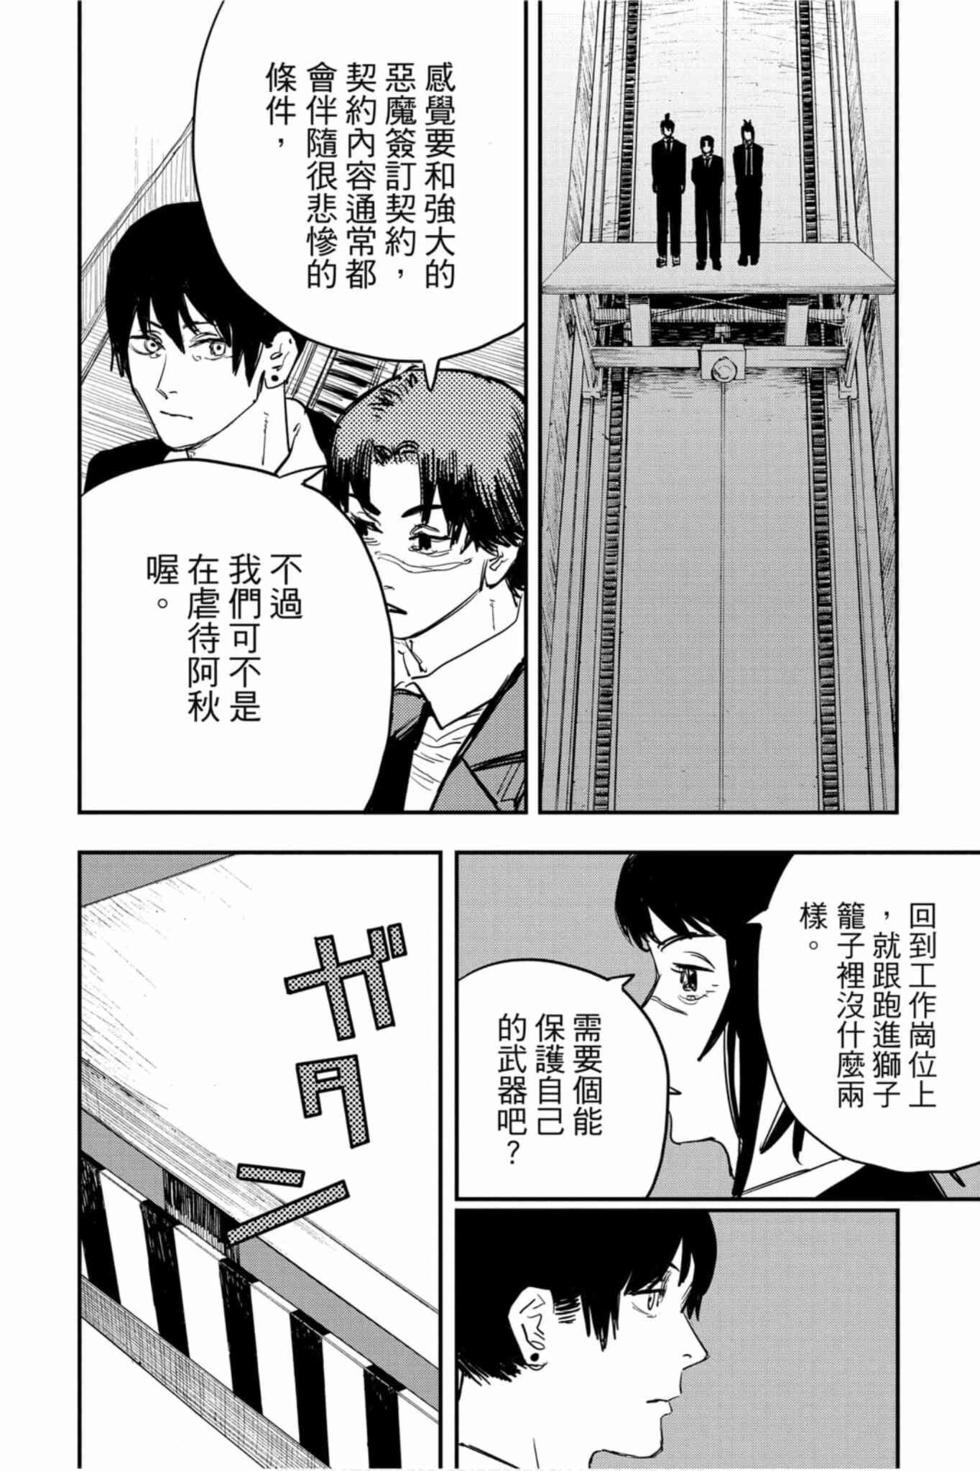 感覺要和強大的
惡魔簽訂契約，
契約內容通常都
會伴隨很悲慘的
條件，
不過
我們可不是
在虐待阿秋
喔。
回到工作崗位上
，就跟跑進獅子
籠子裡沒什麼兩
樣。
需要個能
保護自己
的武器吧？
ガタン